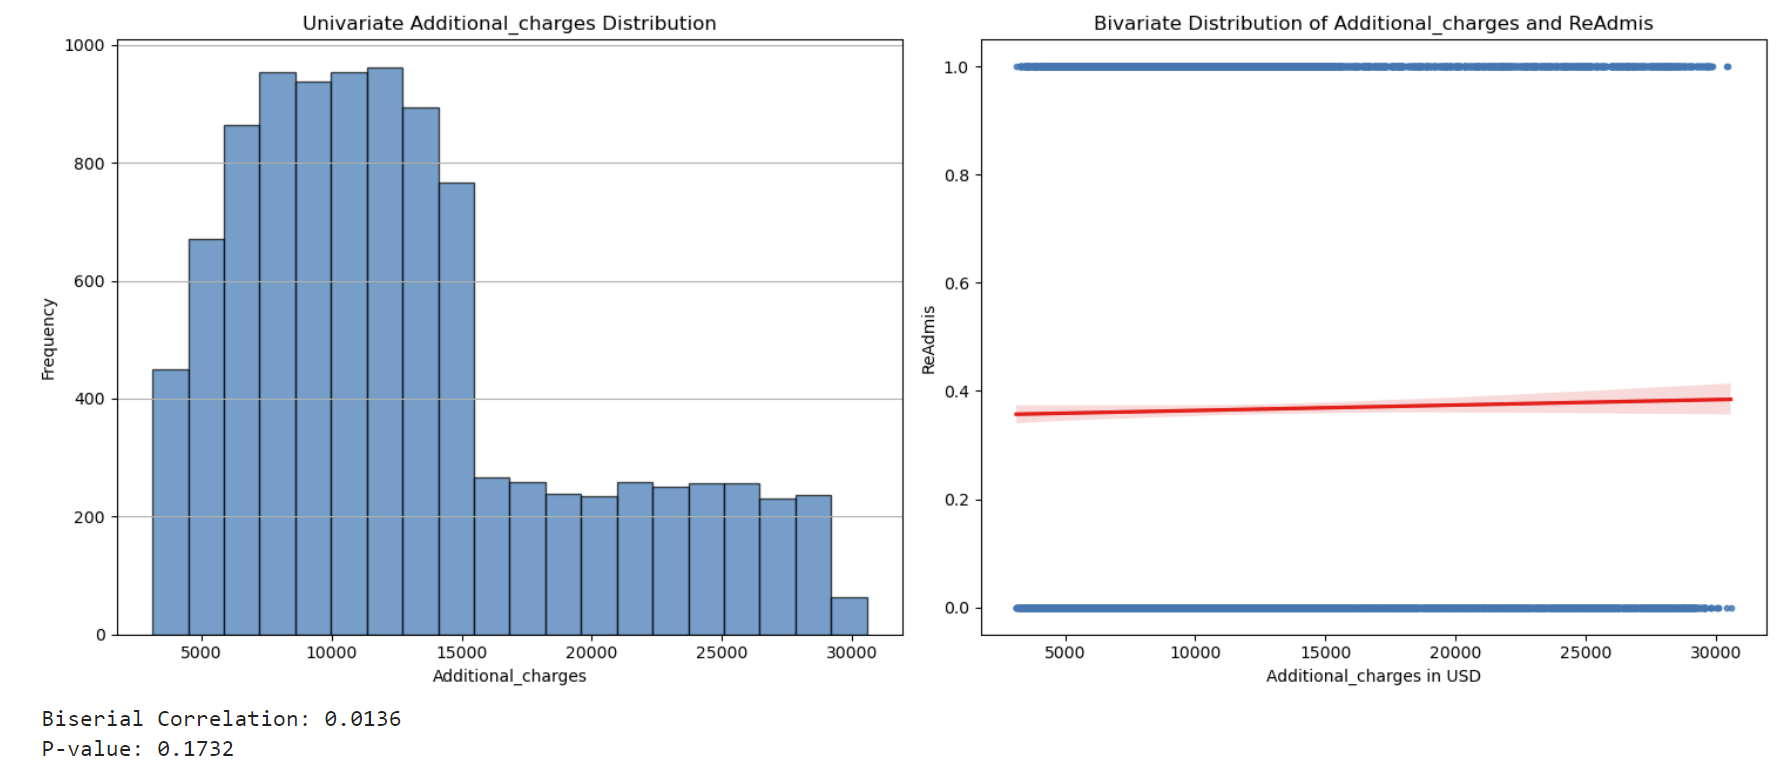 Univariate Additional_charges Distribution
1000
800
600
400
200
0
Frequency
5000 10000 15000 20000 25000 30000
Additional_charges
Bivariate Distribution of Additional_charges and ReAdmis
1.0
0.8
0.6
0.4
0.2
0.0
ReAdmis
5000 10000 15000 20000 25000 30000
Additional_charges in USD
Biserial Correlation: 0.0136
P-value: 0.1732